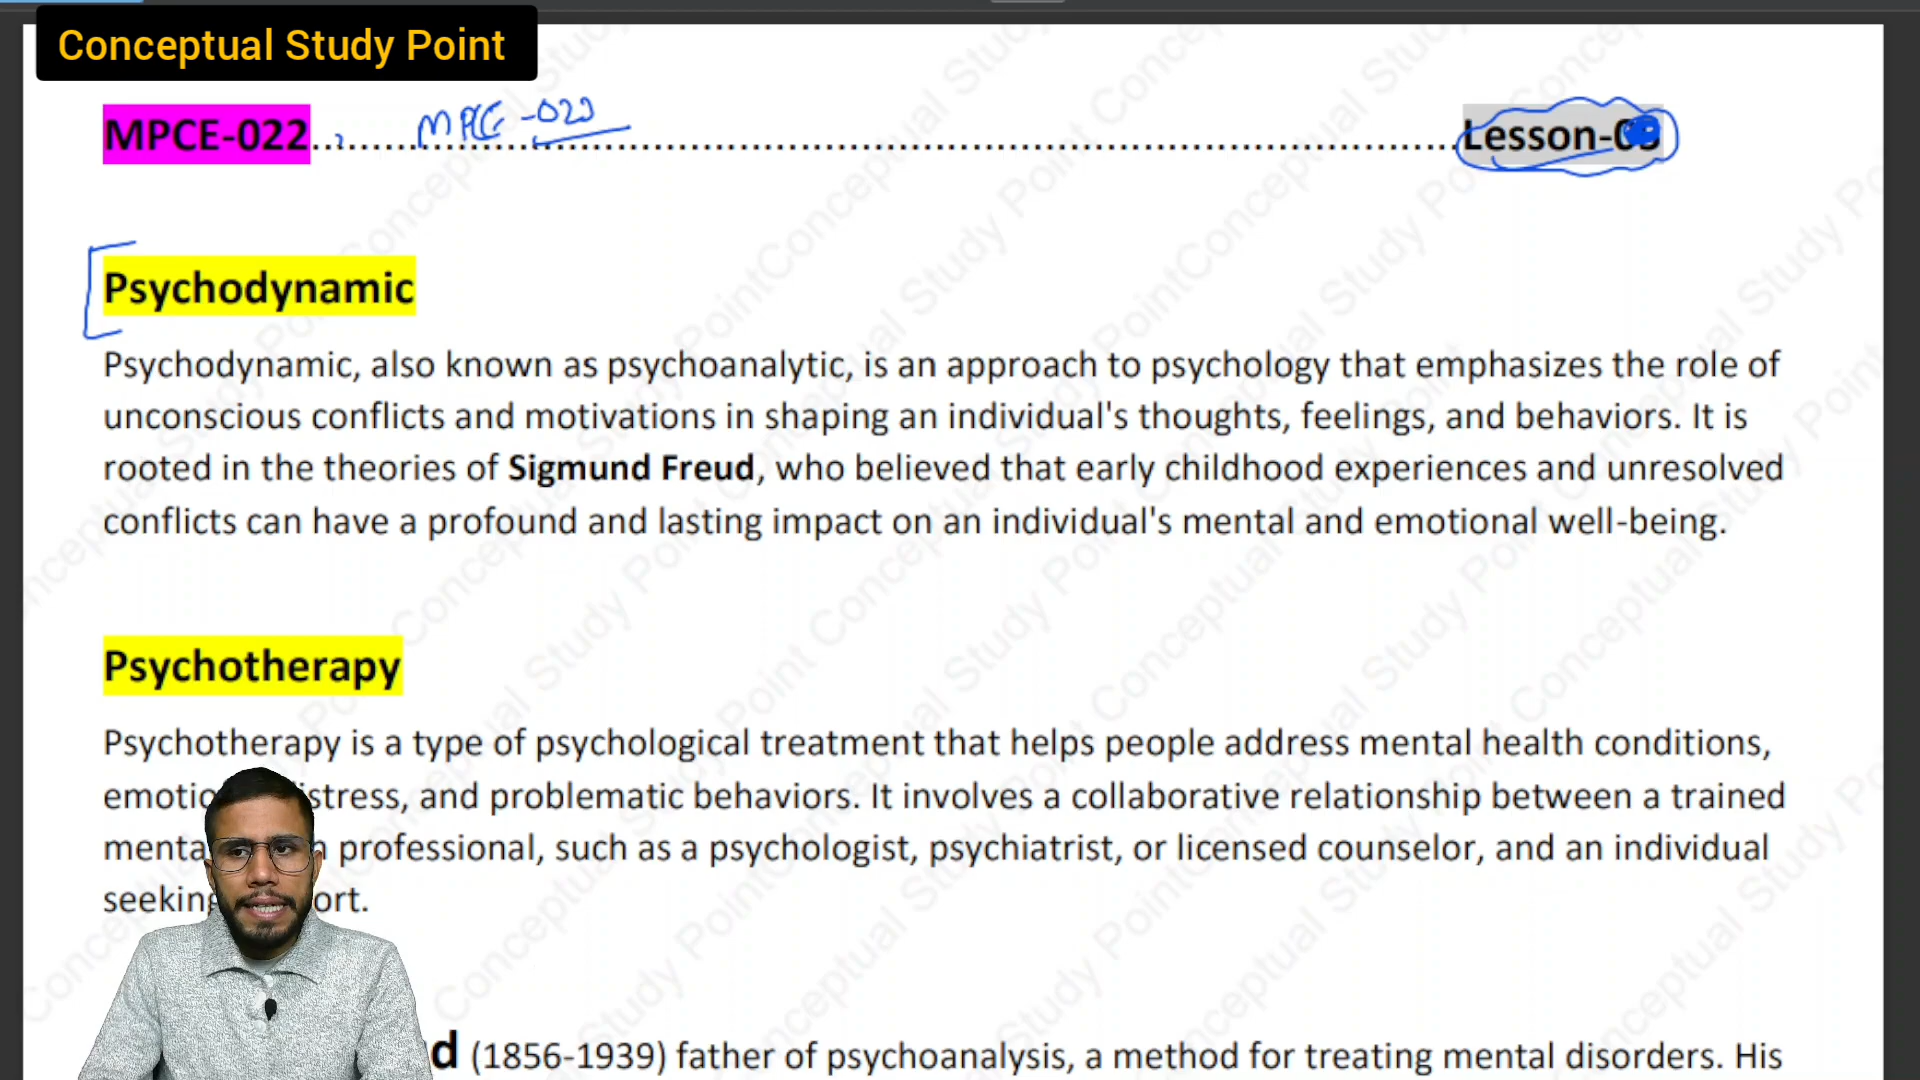 Conceptual Study Point
MPCE-022 MPCE-022 Lesson-03
Psychodynamic
Psychodynamic, also known as psychoanalytic, is an approach to psychology that emphasizes the role of
unconscious conflicts and motivations in shaping an individual's thoughts, feelings, and behaviors. It is
rooted in the theories of Sigmund Freud, who believed that early childhood experiences and unresolved
conflicts can have a profound and lasting impact on an individual's mental and emotional well-being.
Psychotherapy
Psychotherapy is a type of psychological treatment that helps people address mental health conditions,
stress, and problematic behaviors. It involves a collaborative relationship between a trained
professional, such as a psychologist, psychiatrist, or licensed counselor, and an individual
seeking
(1856-1939) father of psychoanalysis, a method for treating mental disorders. His